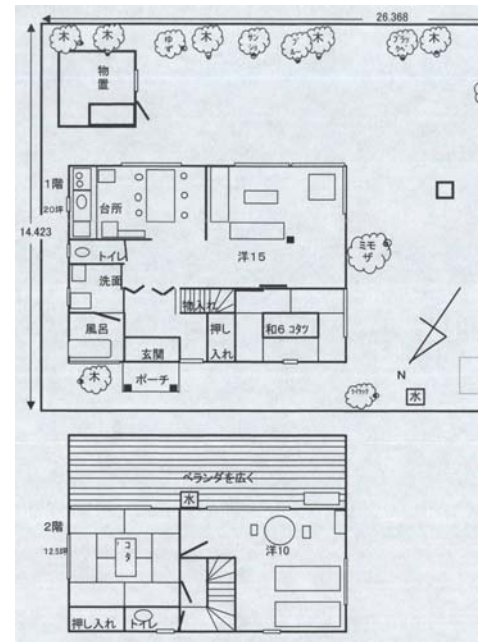 26.368
木
木
ゆず
木
木
物置
1階
20坪
台所
14.423
トイレ
洋15
ミモザ
洗面
物入れ
風呂
押し入れ
和6 コタツ
玄関
N
木
ポーチ
水
ベランダを広く
水
2階
12.5坪
コタ
洋10
押し入れ
トイレ